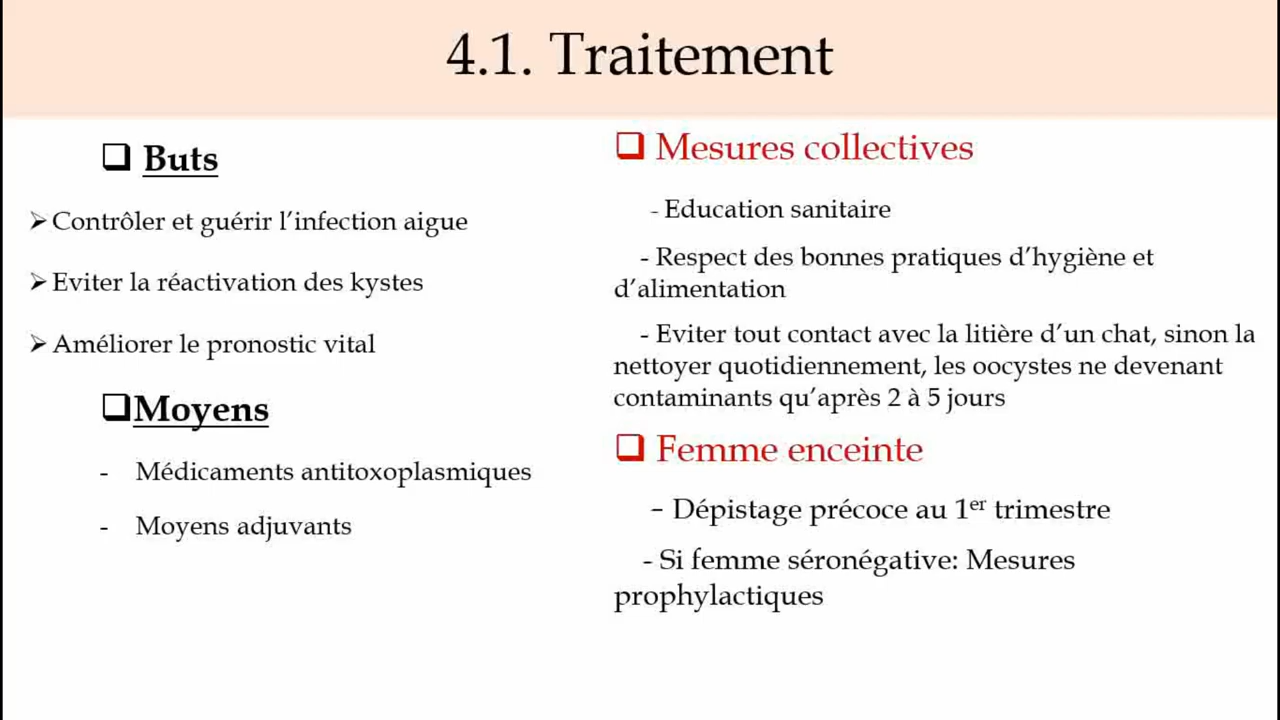 4.1. Traitement
❑ Buts
➢Contrôler et guérir l’infection aigue
➢Eviter la réactivation des kystes
➢Améliorer le pronostic vital
❑Moyens
- Médicaments antitoxoplasmiques
- Moyens adjuvants
❑ Mesures collectives
- Education sanitaire
- Respect des bonnes pratiques d’hygiène et
d’alimentation
- Eviter tout contact avec la litière d’un chat, sinon la
nettoyer quotidiennement, les oocystes ne devenant
contaminants qu’après 2 à 5 jours
❑ Femme enceinte
– Dépistage précoce au 1er trimestre
- Si femme séronégative: Mesures
prophylactiques